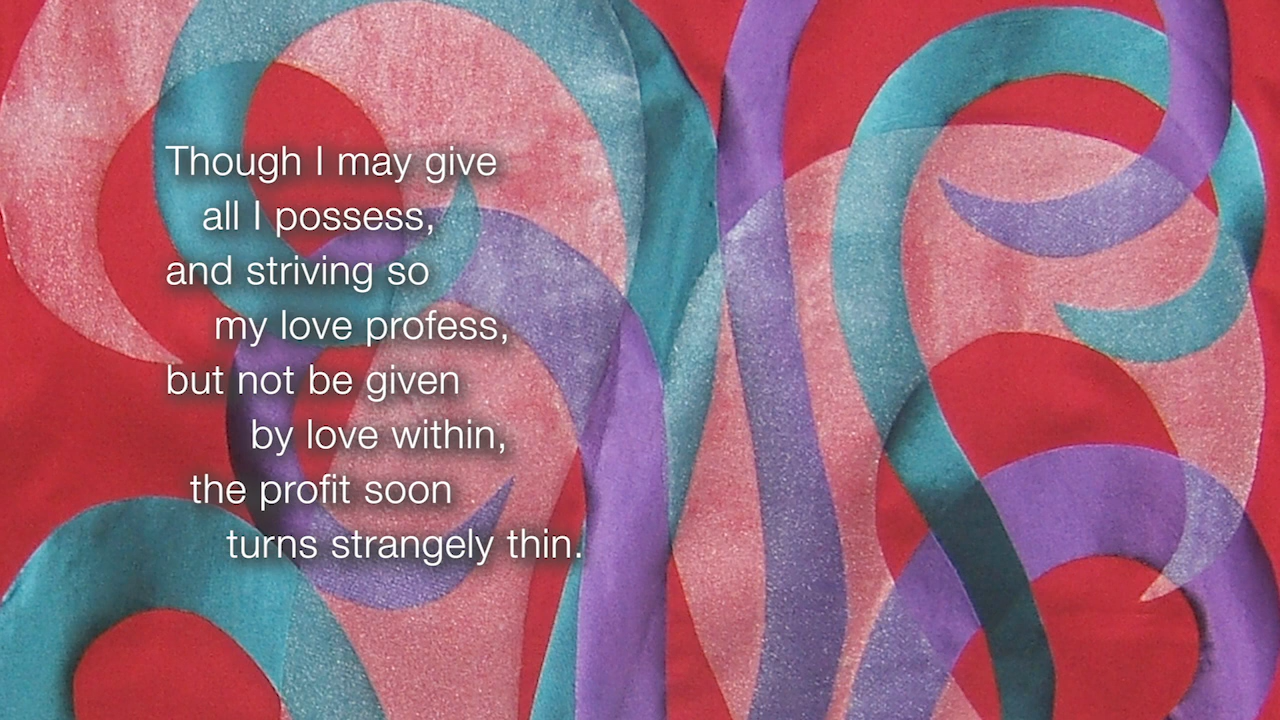 Though I may give
all I possess,
and striving so
my love profess,
but not be given
by love within,
the profit soon
turns strangely thin.